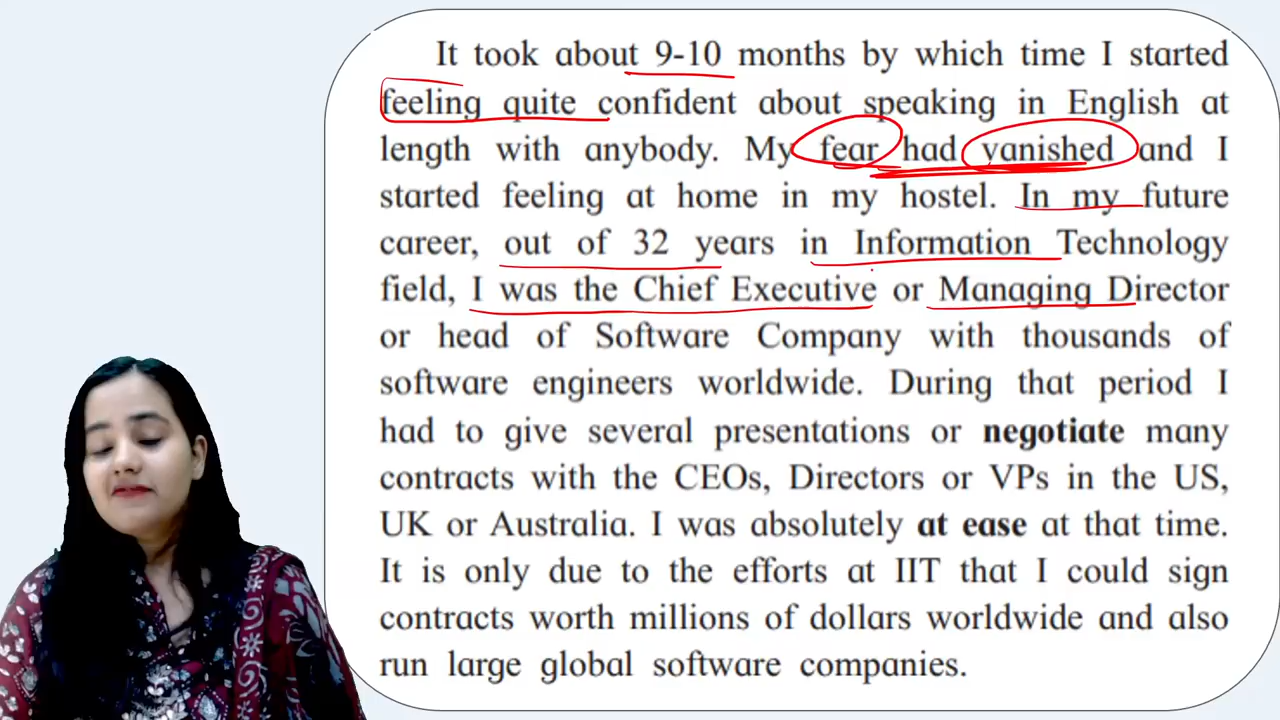 It took about 9-10 months by which time I started
feeling quite confident about speaking in English at
length with anybody. My fear had vanished and I
started feeling at home in my hostel. In my future
career, out of 32 years in Information Technology
field, I was the Chief Executive or Managing Director
or head of Software Company with thousands of
software engineers worldwide. During that period I
had to give several presentations or negotiate many
contracts with the CEOs, Directors or VPs in the US,
UK or Australia. I was absolutely at ease at that time.
It is only due to the efforts at IIT that I could sign
contracts worth millions of dollars worldwide and also
run large global software companies.